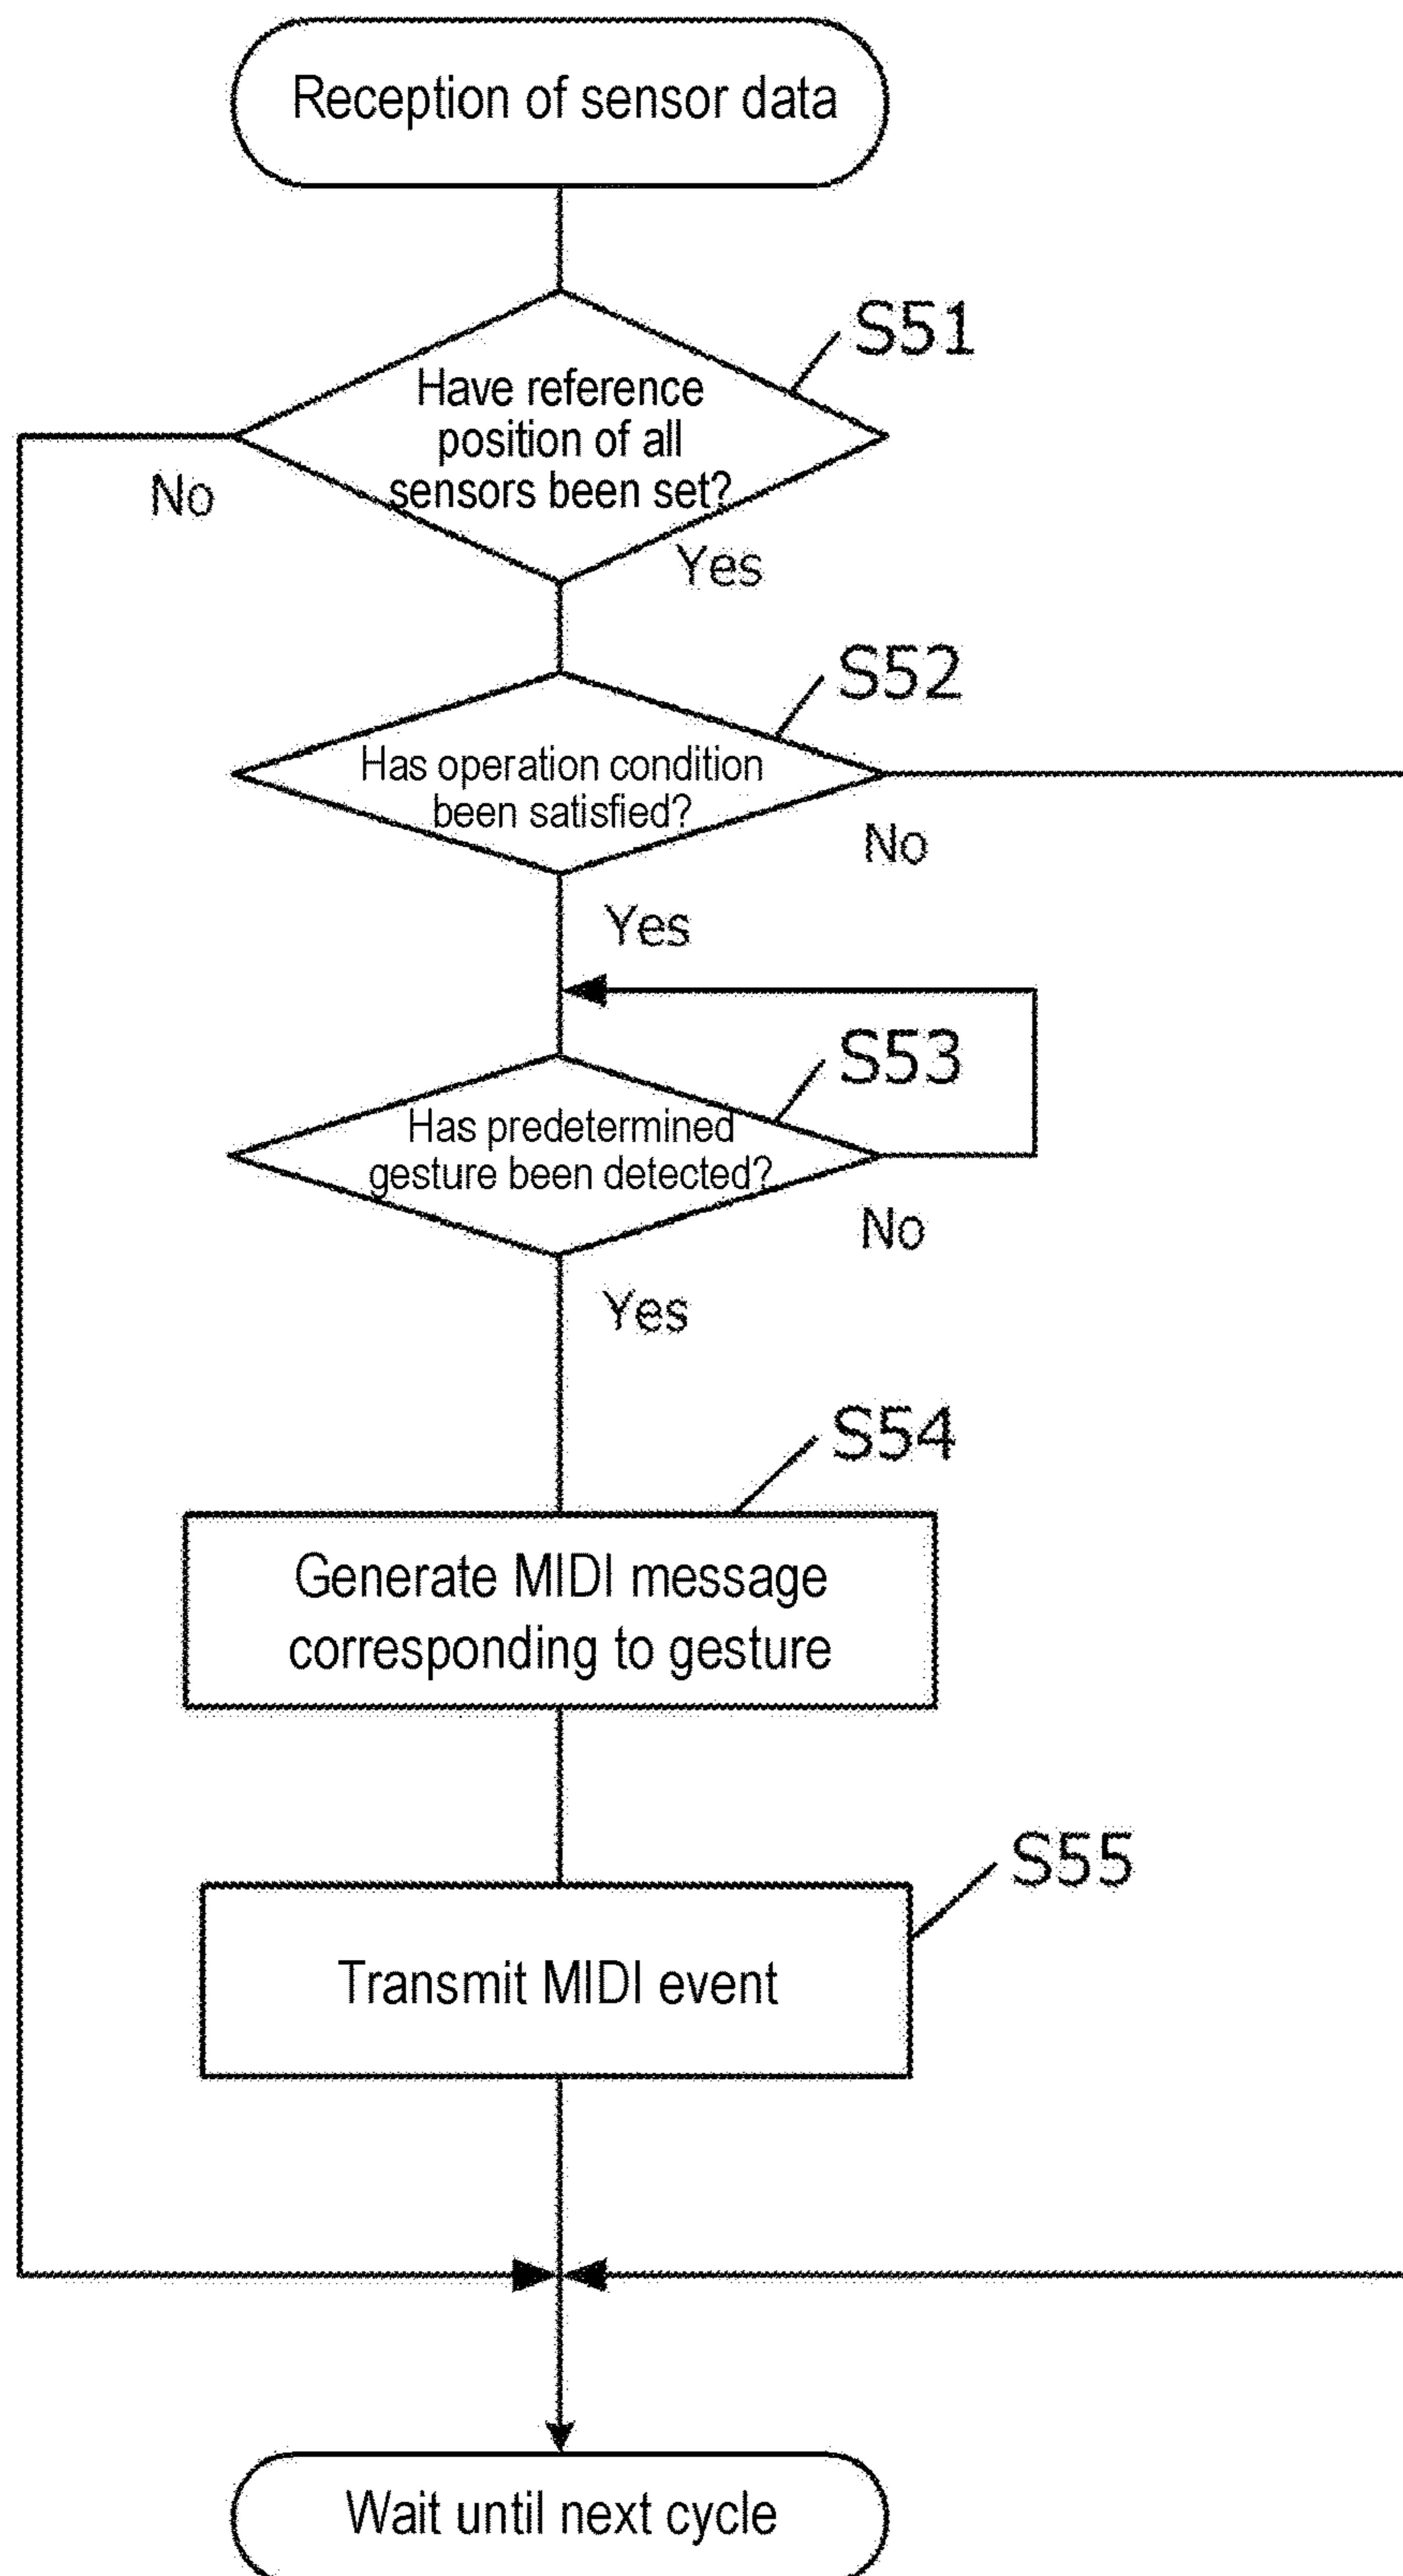 Reception of sensor data
S51
Have reference
position of all
sensors been set?
No
Yes
S52
Has operation condition
been satisfied?
No
Yes
S53
Has predetermined
gesture been detected?
No
Yes
S54
Generate MIDI message
corresponding to gesture
S55
Transmit MIDI event
Wait until next cycle